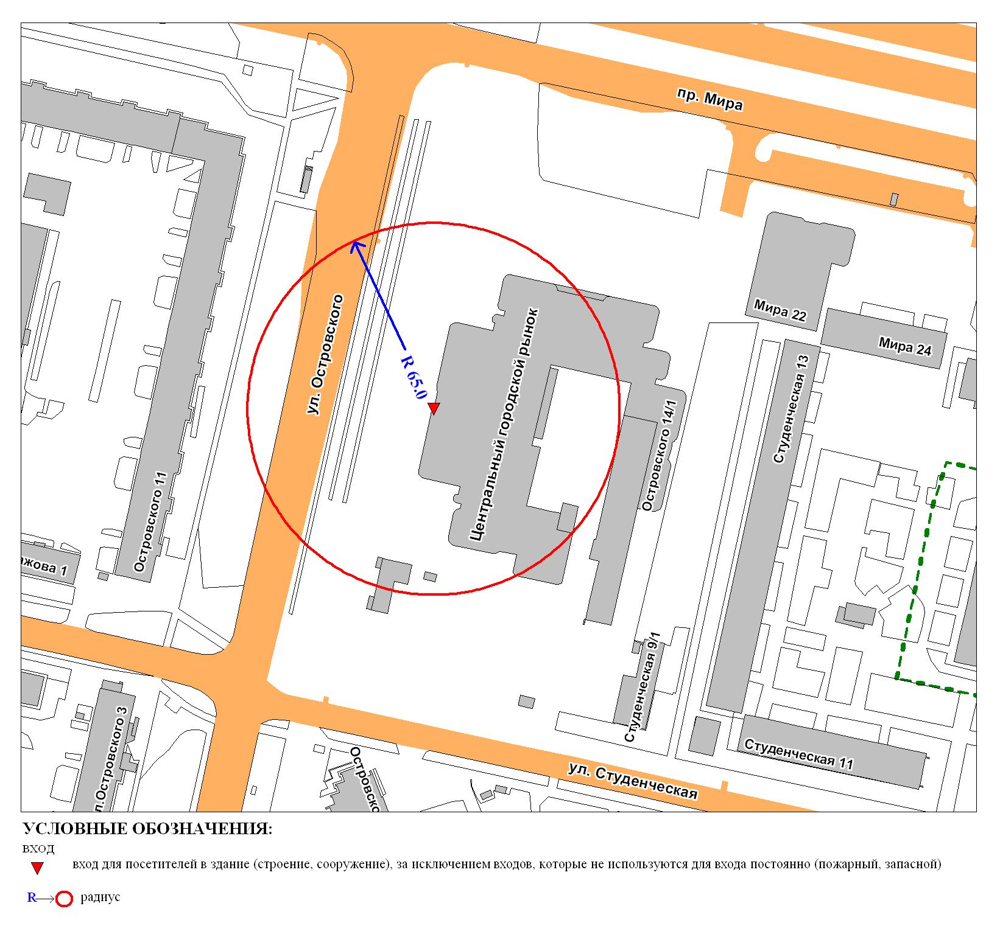 пр. Мира
Мира 22
Мира 24
ул. Островского
R 65.0
Центральный городской рынок
Студенческая 13
Островского 14/1
Островского 11
ажова 1
Студенческая 9/1
л.Островского 3
Островско
Студенческая 11
ул. Студенческая
УСЛОВНЫЕ ОБОЗНАЧЕНИЯ:
вход
вход для посетителей в здание (строение, сооружение), за исключением входов, которые не используются для входа постоянно (пожарный, запасной)
R радиус